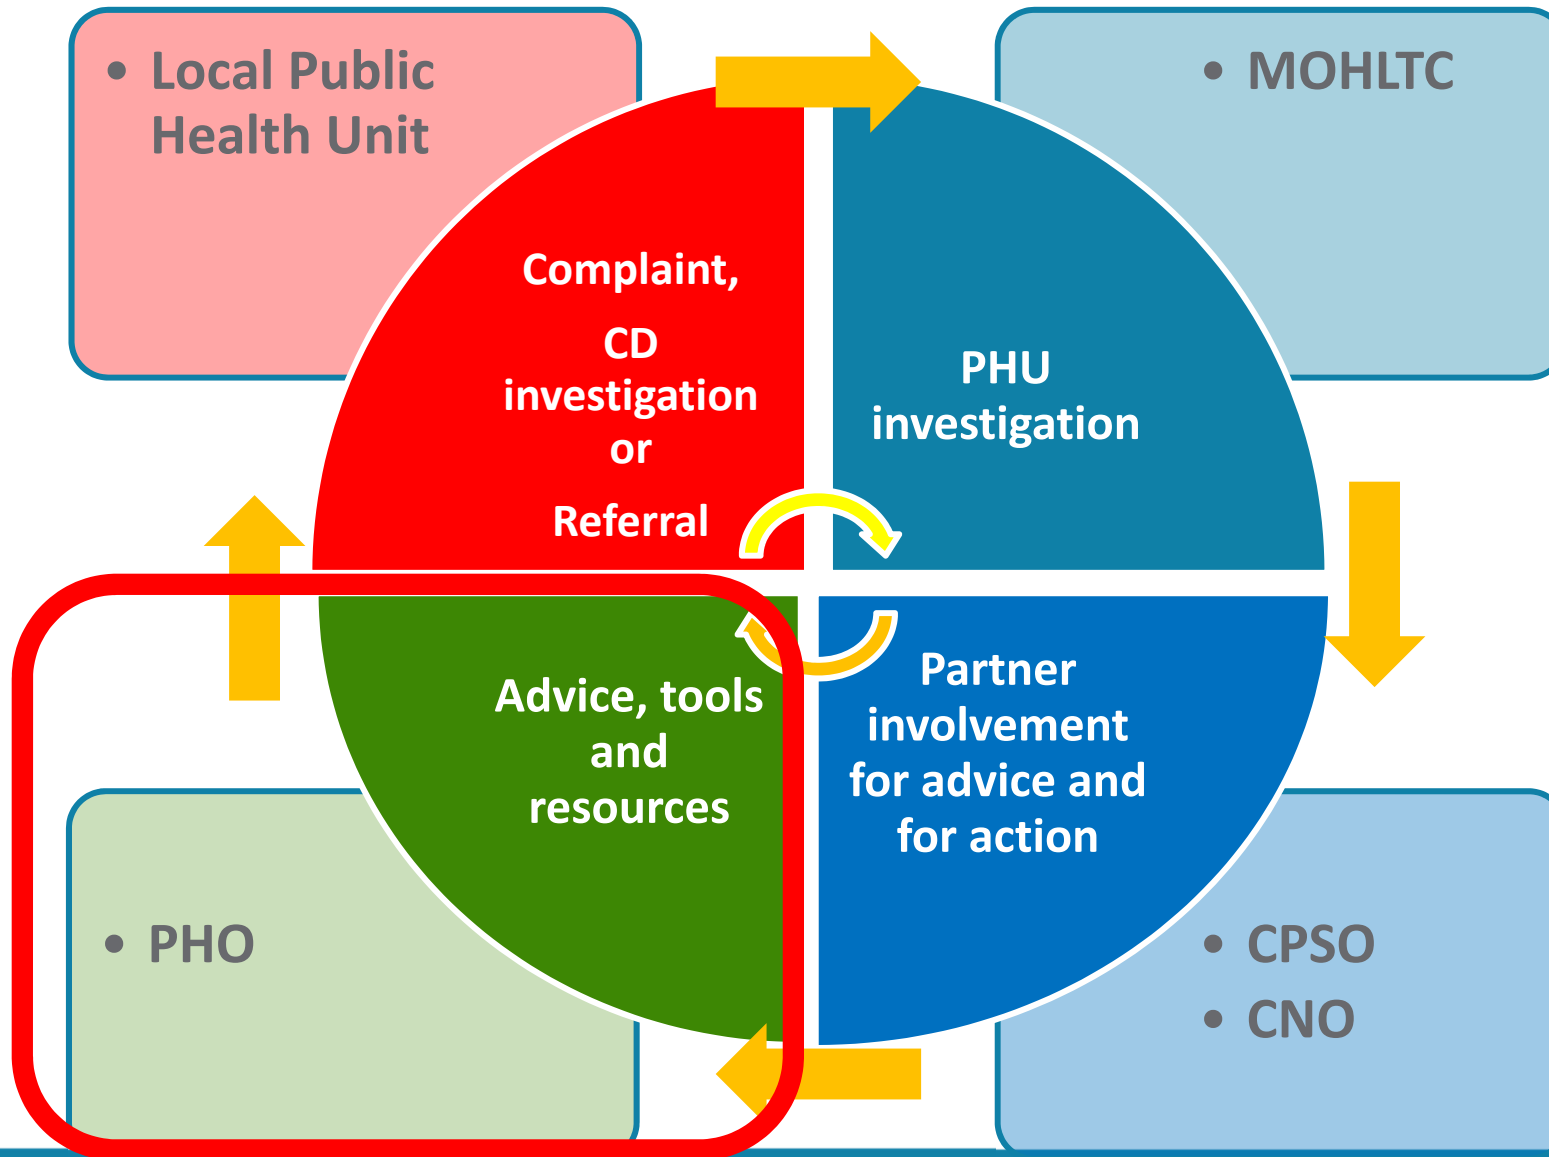 • Local Public
Health Unit
• MOHLTC
Complaint,
CD
investigation
or
Referral
PHU
investigation
Advice, tools
and
resources
Partner
involvement
for advice and
for action
• PHO
• CPSO
• CNO